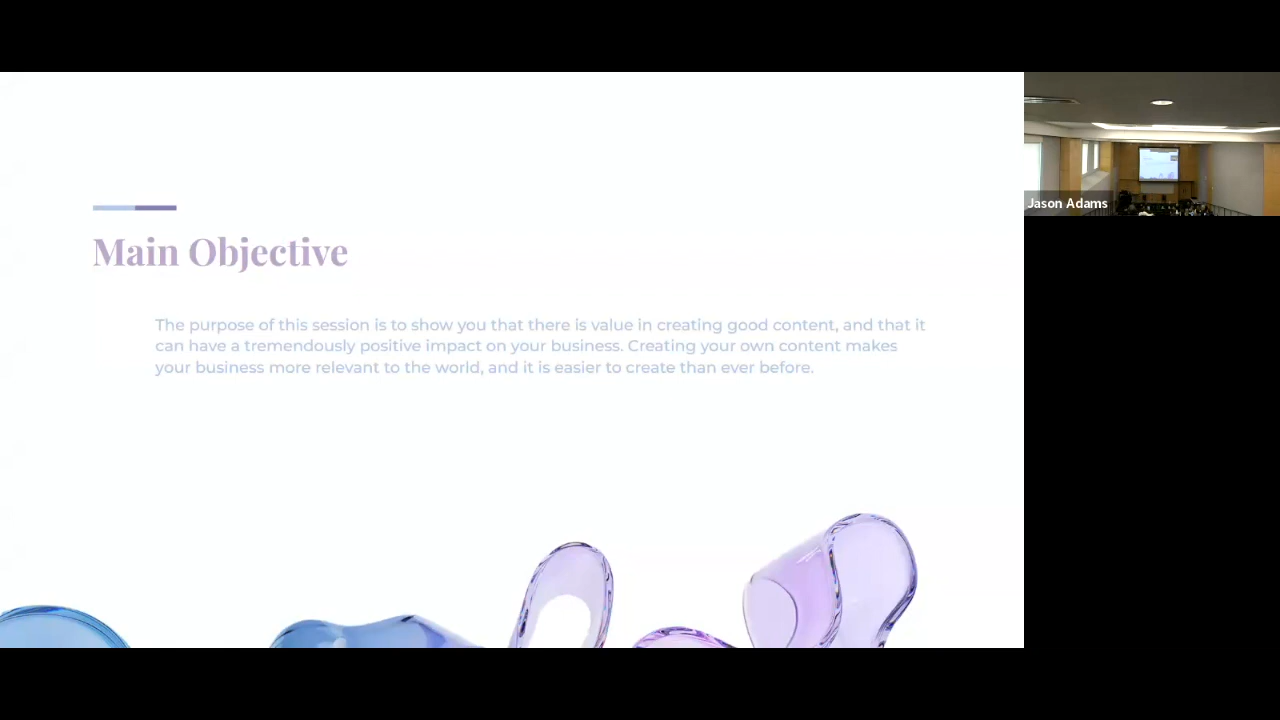 Main Objective
The purpose of this session is to show you that there is value in creating good content, and that it
can have a tremendously positive impact on your business. Creating your own content makes
your business more relevant to the world, and it is easier to create than ever before.
Jason Adams